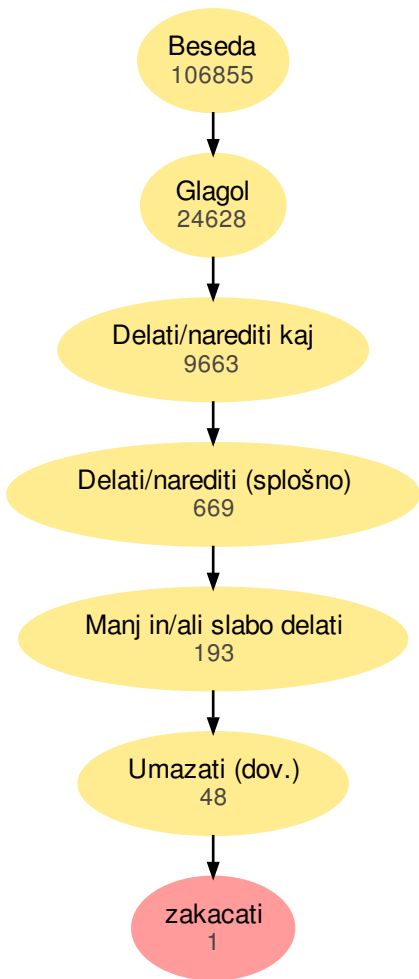 Beseda
106855
Glagol
24628
Delati/narediti kaj
9663
Delati/narediti (splošno)
669
Manj in/ali slabo delati
193
Umazati (dov.)
48
zakacati
1